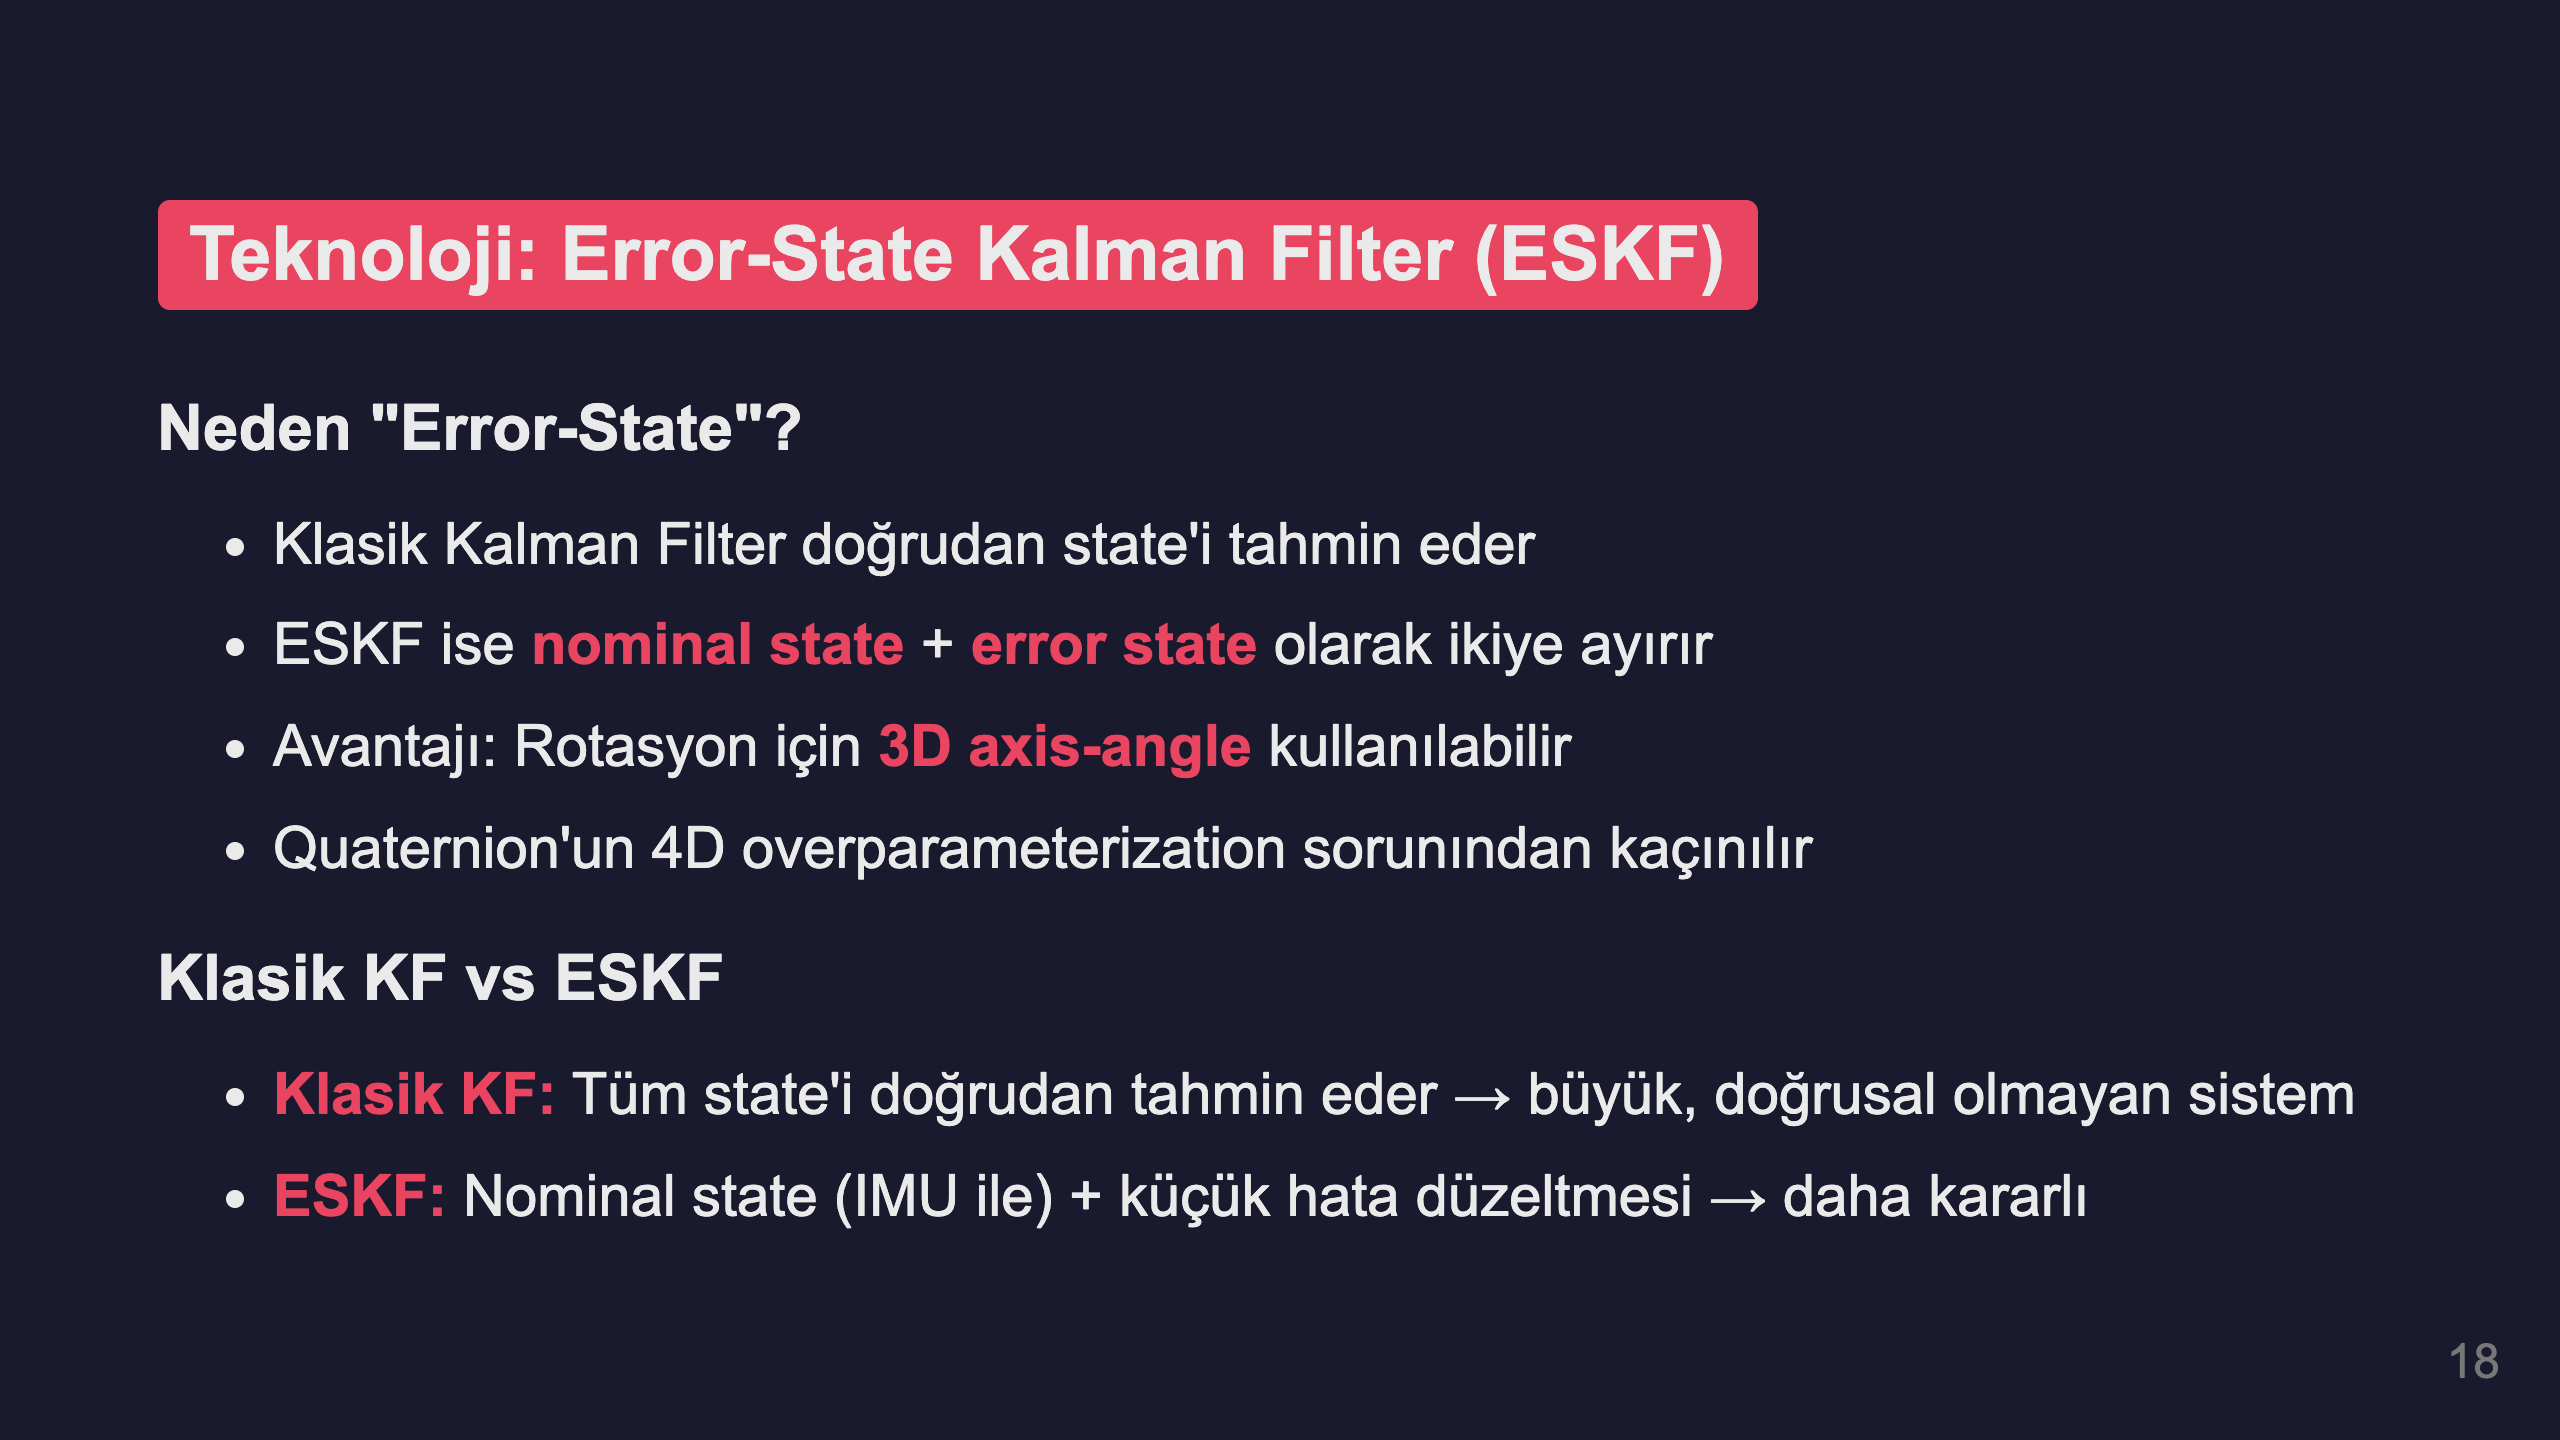 Teknoloji: Error-State Kalman Filter (ESKF)
Neden "Error-State"?
• Klasik Kalman Filter doğrudan state'i tahmin eder
• ESKF ise nominal state + error state olarak ikiye ayırır
• Avantajı: Rotasyon için 3D axis-angle kullanılabilir
• Quaternion'un 4D overparameterization sorunından kaçınılır
Klasik KF vs ESKF
• Klasik KF: Tüm state'i doğrudan tahmin eder → büyük, doğrusal olmayan sistem
• ESKF: Nominal state (IMU ile) + küçük hata düzeltmesi → daha kararlı
18